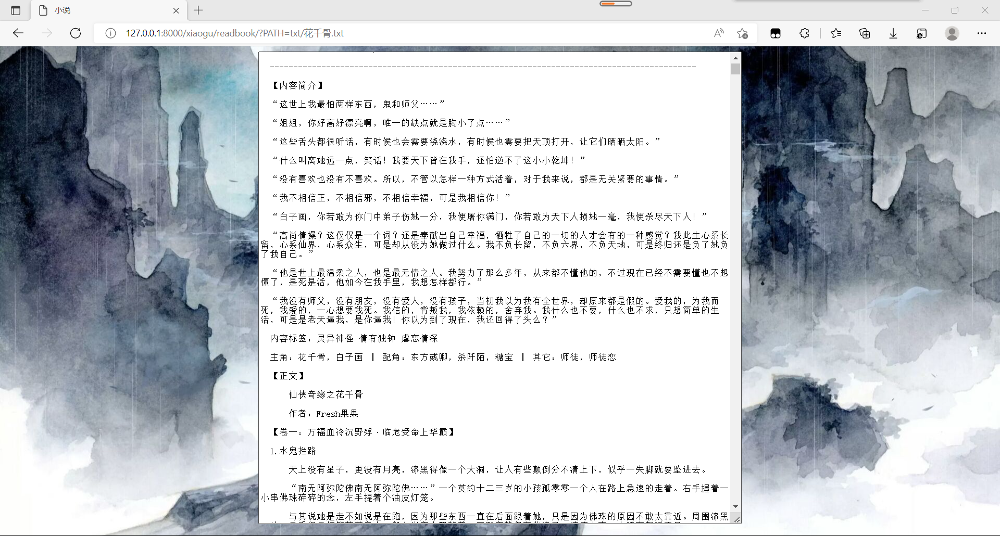 小说
127.0.0.1:8000/xiaogu/readbook/?PATH=txt/花千骨.txt
-------------------------------------------------------------------------------------------
【内容简介】
“这世上我最怕两样东西，鬼和师父……”
“姐姐，你好高好漂亮啊，唯一的缺点就是胸小了点……”
“这些舌头都很听话，有时候也会需要浇浇水，有时候也需要把天顶打开，让它们晒晒太阳。”
“什么叫离她远一点，笑话！我要天下皆在我手，还怕逆不了这小小乾坤！”
“没有喜欢也没有不喜欢。所以，不管以怎样一种方式活着，对于我来说，都是无关紧要的事情。”
“我不相信正，不相信邪，不相信幸福，可是我相信你！”
“白子画，你若敢为你门中弟子伤她一分，我便屠你满门，你若敢为天下人损她一毫，我便杀尽天下人！”
“高尚情操？这仅仅是一个词？还是奉献出自己幸福，牺牲了自己的一切的人才会有的一种感觉？我此生心系长
留，心系仙界，心系众生，可是却从没为她做过什么。我不负长留，不负六界，不负天地，可是终归还是负了她负
了我自己。”
“他是世上最温柔之人，也是最无情之人。我努力了那么多年，从来都不懂他的，不过现在已经不需要懂也不想
懂了，是死是活，他如今在我手里，我想怎样都行。”
“我没有师父，没有朋友，没有爱人，没有孩子，当初我以为我有全世界，却原来都是假的。爱我的，为我而
死，我爱的，一心想要我死。我信的，背叛我，我依赖的，舍弃我。我什么也不要，什么也不求，只想简单的生
活，可是是老天逼我，是你逼我！你以为到了现在，我还回得了头么？”
内容标签：灵异神怪 情有独钟 虐恋情深
主角：花千骨，白子画 ┃ 配角：东方彧卿，杀阡陌，糖宝 ┃ 其它：师徒，师徒恋
【正文】
仙侠奇缘之花千骨
作者：Fresh果果
【卷一：万福血冷沉野殍·临危受命上华巅】
1.水鬼拦路
天上没有星子，更没有月亮，漆黑得像一个大洞，让人有些颠倒分不清上下，似乎一失脚就要坠进去。
“南无阿弥陀佛南无阿弥陀佛……”一个莫约十二三岁的小孩孤零零一个人在路上急速的走着。右手握着一
小串佛珠碎碎的念，左手提着个油皮灯笼。
与其说她是走不如说是在跑，因为那些东西一直在后面跟着她，只是因为佛珠的原因不敢太靠近。周围漆黑